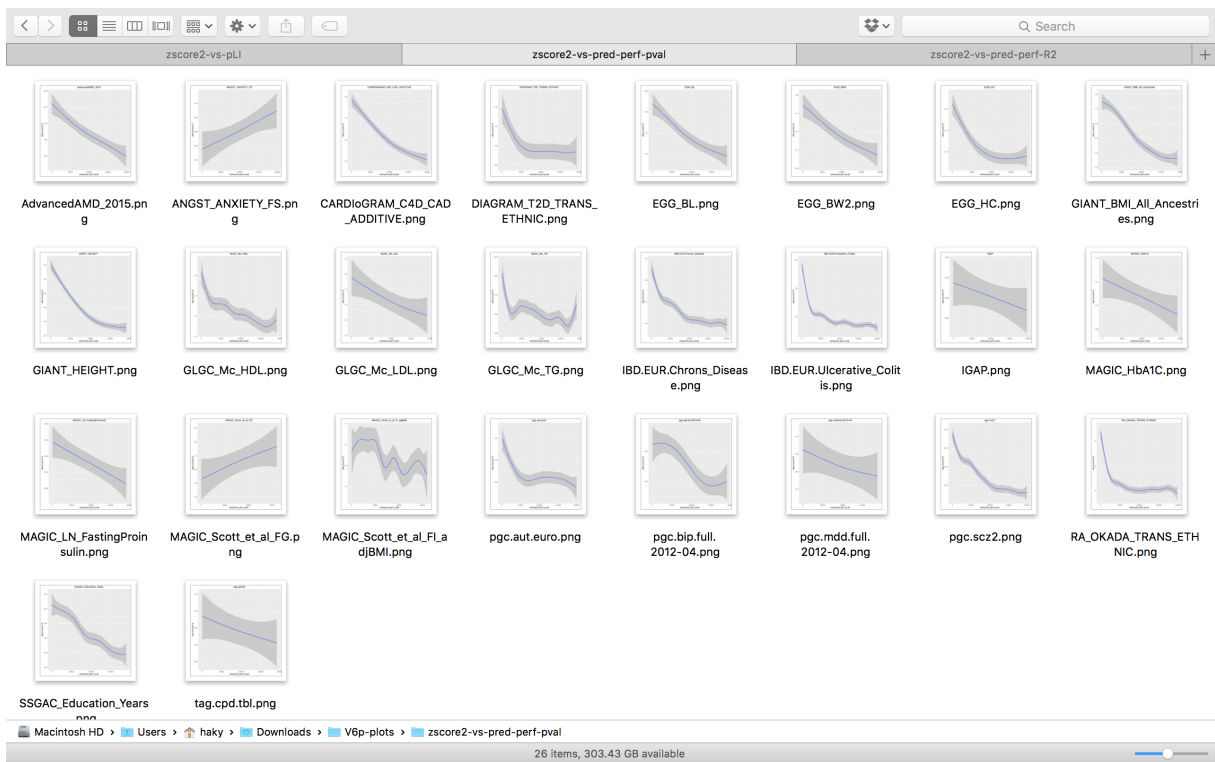 Search
zscore2-vs-pLI
zscore2-vs-pred-perf-pval
zscore2-vs-pred-perf-R2
+
AdvancedAMD_2015.pn
g
ANGST_ANXIETY_FS.pn
g
CARDIoGRAM_C4D_CAD
_ADDITIVE.png
DIAGRAM_T2D_TRANS_
ETHNIC.png
EGG_BL.png
EGG_BW2.png
EGG_HC.png
GIANT_BMI_All_Ancestri
es.png
GIANT_HEIGHT.png
GLGC_Mc_HDL.png
GLGC_Mc_LDL.png
GLGC_Mc_TG.png
IBD.EUR.Chrons_Diseas
e.png
IBD.EUR.Ulcerative_Colit
is.png
IGAP.png
MAGIC_HbA1C.png
MAGIC_LN_FastingProin
sulin.png
MAGIC_Scott_et_al_FG.p
ng
MAGIC_Scott_et_al_FI_a
djBMI.png
pgc.aut.euro.png
pgc.bip.full.
2012-04.png
pgc.mdd.full.
2012-04.png
pgc.scz2.png
RA_OKADA_TRANS_ETH
NIC.png
SSGAC_Education_Years
.png
tag.cpd.tbl.png
Macintosh HD › Users › haky › Downloads › V6p-plots › zscore2-vs-pred-perf-pval
26 items, 303.43 GB available